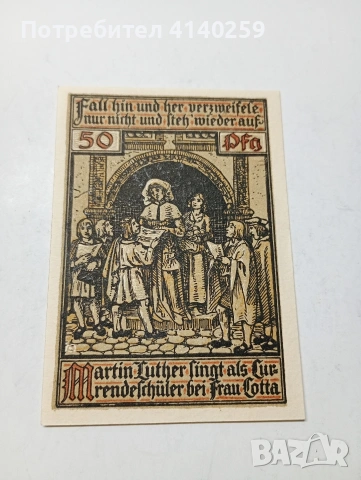 Потребител 4140259
Fall hin und her verzweifele
nur nicht und steh' wieder auf.
50 Pfg
Martin Luther singt als Cur-
rendeschüler bei Frau Cotta
BAZAR